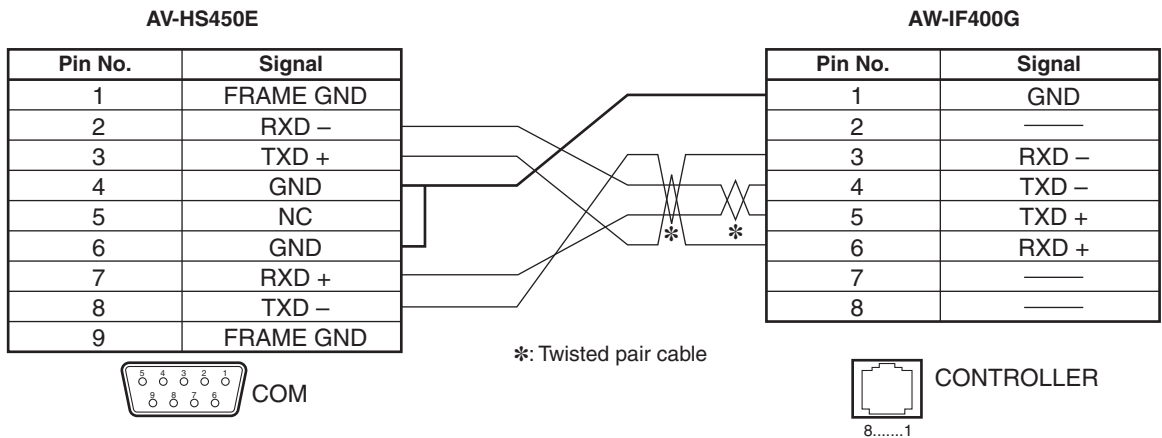 AV-HS450E
AW-IF400G
Pin No. Signal
1 FRAME GND
2 RXD –
3 TXD +
4 GND
5 NC
6 GND
7 RXD +
8 TXD –
9 FRAME GND
Pin No. Signal
1 GND
2 ——
3 RXD –
4 TXD –
5 TXD +
6 RXD +
7 ——
8 ——
✻ ✻
✻: Twisted pair cable
5 4 3 2 1
9 8 7 6
COM
CONTROLLER
8.......1